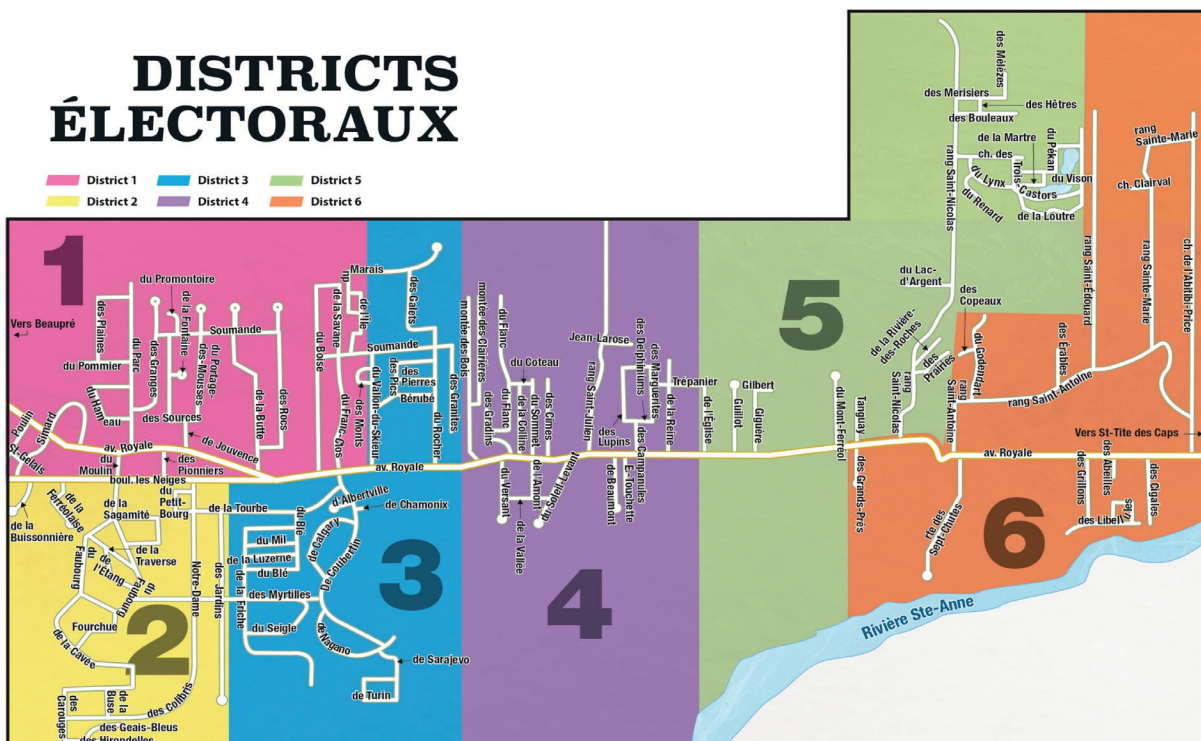 DISTRICTS
ÉLECTORAUX
District 1
District 3
District 5
District 2
District 4
District 6
1
2
3
4
5
6
Vers Beaupré
du Promontoire
de la Fontaine
des Plaines
du Parc
des Granges
Soumande
des Mousses
du Portage-
du Pommier
du Hameau
des Sources
de la Butte
des Rocs
Poulin
Simard
St-Gelais
av. Royale
de Jouvence
du
Moulin
des
Pionniers
boul. les Neiges
du Boisé
de la Savane
de l'Île
du
Marais
Soumande
des Monts
du Franc-Clos
du Vallon-du-Skieur
des Pics
des
Pierres
Bérubé
des Galets
du Rocher
des Granites
av. Royale
de la
Buissonnière
de la
Ferréolaise
de la
Sagamité
du
Petit-
Bourg
de la Tourbe
de la
Traverse
du
Faubourg
de
l'Étang
du
Faubourg
Fourchue
de la Cavée
Notre-Dame
des Jardins
des
Carouges
de la
Buse
des Colibris
des Geais-Bleus
des Hirondelles
d'Albertville
de Chamonix
du Blé
du Mil
de la Luzerne
du Blé
de la Friche
de Calgary
De Coubertin
des Myrtilles
du Seigle
de Nagano
de Sarajevo
de Turin
montée des Bois
montée des Clairières
du Flanc
du Coteau
des Gradins
du Flanc
de la Colline
du Sommet
des Cimes
Jean-Larose
rang Saint-Julien
des Delphiniums
des Marguerites
Trépanier
des
Lupins
des Campanules
de la Reine
de l'Église
du Versant
de l'Amont
de la Vallée
du Soleil-Levant
de Beaumont
E.-Touchette
Guillot
Gilbert
Giguère
du Mont-Ferréol
Tanguay
des Grands-Prés
des Mélèzes
des Merisiers
des Hêtres
des Bouleaux
de la Martre
du Pékan
ch. des
Trois-Castors
du Lynx
du Vison
du Renard
de la Loutre
rang Saint-Nicolas
du Lac-
d'Argent
des
Copeaux
de la Rivière-
des-Roches
des
Prairies
rang
Saint-Nicolas
du Godendart
rang
Saint-Antoine
des Érables
rang Saint-Antoine
rang Saint-Édouard
rang
Sainte-Marie
ch. Clairval
rang Sainte-Marie
ch. de l'Abitibi-Price
Vers St-Tite des Caps
av. Royale
rte des
Sept-Chutes
des Grillons
des Abeilles
des Libellules
des Cigales
Rivière Ste-Anne